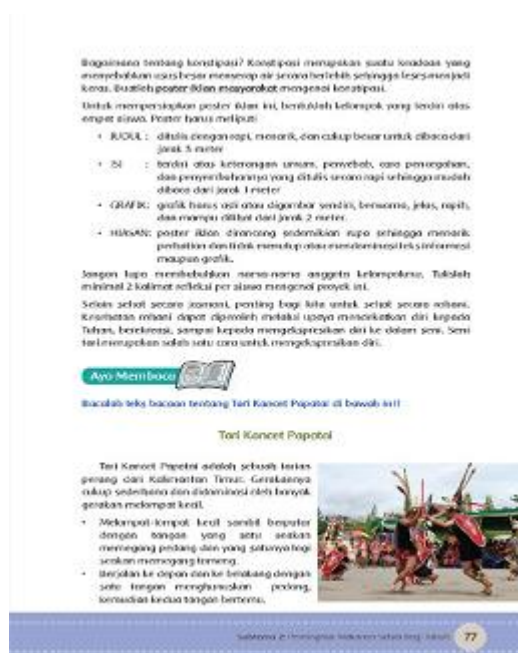 Bagaimana tentang konstipasi? Konstipasi merupakan suatu keadaan yang
menyebabkan usus besar menyerap air secara berlebih sehingga feses menjadi
keras. Buatlah poster iklan masyarakat mengenai konstipasi.
Untuk mempersiapkan poster iklan ini, bentuklah kelompok yang terdiri atas
empat siswa. Poster harus meliputi
• JUDUL : ditulis dengan rapi, menarik, dan cukup besar untuk dibaca dari
jarak 5 meter
• ISI : terdiri atas keterangan umum, penyebab, cara pencegahan,
dan penyembuhannya yang ditulis secara rapi sehingga mudah
dibaca dari jarak 1 meter
• GRAFIK: grafik harus asli atau digambar sendiri, berwarna, jelas, rapih,
dan mampu dilihat dari jarak 2 meter.
• HIASAN: poster iklan dirancang sedemikian rupa sehingga menarik
perhatian dan tidak menutup atau mendominasi teks informasi
maupun grafik.
Jangan lupa membubuhkan nama-nama anggota kelompokmu. Tulislah
minimal 2 kalimat refleksi per siswa mengenai proyek ini.
Selain sehat secara jasmani, penting bagi kita untuk sehat secara rohani.
Kesehatan rohani dapat diperoleh melalui upaya mendekatkan diri kepada
Tuhan, berekreasi, sampai kepada mengekspresikan diri ke dalam seni. Seni
tari merupakan salah satu cara untuk mengekspresikan diri.
Ayo Membaca
Bacalah teks bacaan tentang Tari Kancet Papatai di bawah ini!
Tari Kancet Papatai
Tari Kancet Papatai adalah sebuah tarian
perang dari Kalimantan Timur. Gerakannya
cukup sederhana dan didominasi oleh banyak
gerakan melompat kecil.
• Melompat-lompat kecil sambil berputar
dengan tangan yang satu seakan
memegang pedang dan yang satunya lagi
seakan memegang tameng.
• Berjalan ke depan dan ke belakang dengan
satu tangan menghunuskan pedang,
kemudian kedua tangan bertemu.
Subtema 2: Pentingnya Makanan Sehat Bagi Tubuh 77